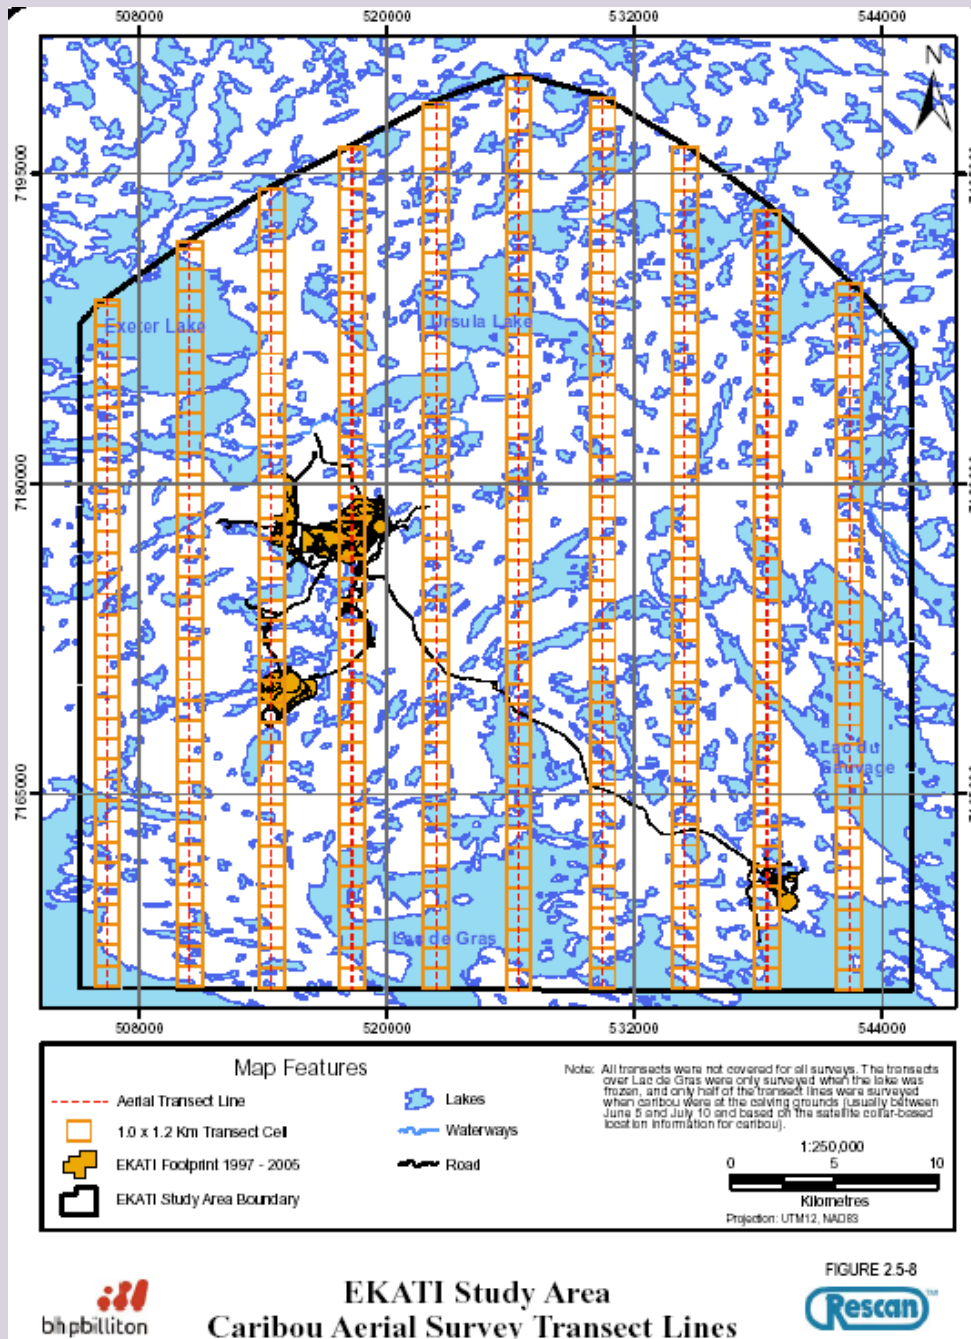 508000 520000 532000 544000
N
7195000
Exeter Lake
Ursula Lake
7180000
Lac du
Sauvage
7165000
Lac de Gras
508000 520000 532000 544000
Map Features
Aerial Transect Line
1.0 x 1.2 Km Transect Cell
EKATI Footprint 1997 - 2005
EKATI Study Area Boundary
Lakes
Waterways
Road
Note: All transects were not covered for all surveys. The transects
over Lac de Gras were only surveyed when the lake was
frozen, and only half of the transect lines were surveyed
when caribou were at the calving grounds (usually between
June 5 and July 10 and based on the satellite collar-based
location information for caribou).
1:250,000
0 5 10
Kilometres
Projection: UTM12, NAD83
FIGURE 2.5-8
bhpbilliton
EKATI Study Area
Caribou Aerial Survey Transect Lines
Rescan TM